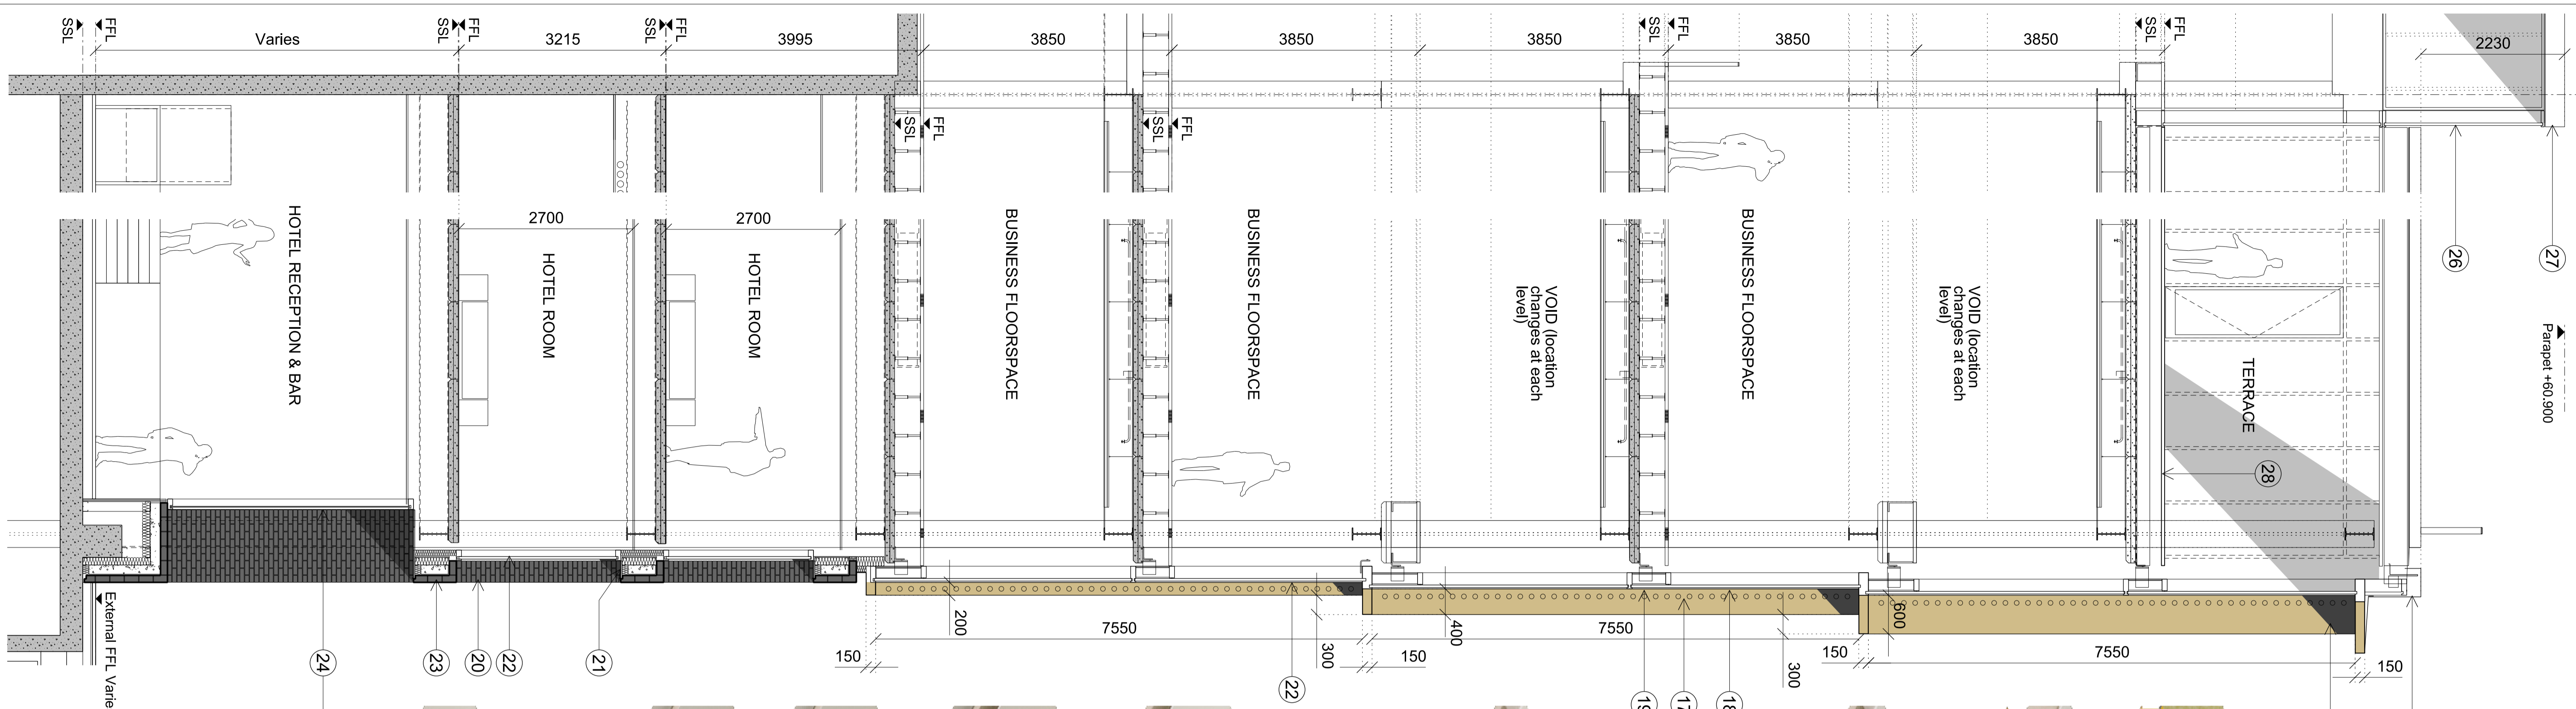 SSL
FFL
Varies
SSL
FFL
3215
SSL
FFL
3995
SSL
FFL
3850
SSL
FFL
3850
3850
SSL
FFL
3850
3850
SSL
FFL
2230
27
26
Parapet +60.900
HOTEL RECEPTION & BAR
2700
HOTEL ROOM
2700
HOTEL ROOM
BUSINESS FLOORSPACE
BUSINESS FLOORSPACE
VOID (location
changes at each
level)
BUSINESS FLOORSPACE
VOID (location
changes at each
level)
TERRACE
28
External FFL Varie
24
23
20
22
21
150
200
7550
300
150
22
400
7550
300
150
600
7550
150
19
17
18